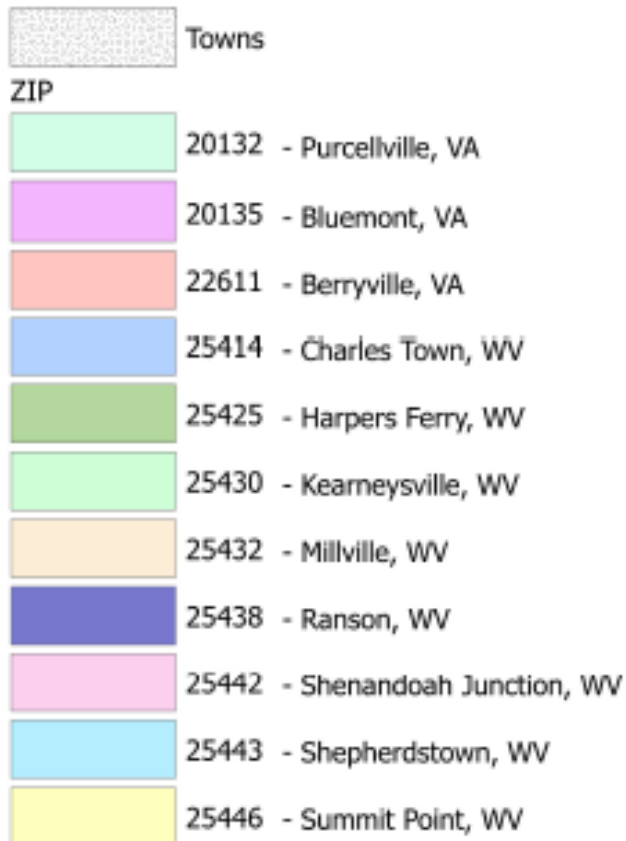 Towns
ZIP
20132 - Purcellville, VA
20135 - Bluemont, VA
22611 - Berryville, VA
25414 - Charles Town, WV
25425 - Harpers Ferry, WV
25430 - Kearneysville, WV
25432 - Millville, WV
25438 - Ranson, WV
25442 - Shenandoah Junction, WV
25443 - Shepherdstown, WV
25446 - Summit Point, WV